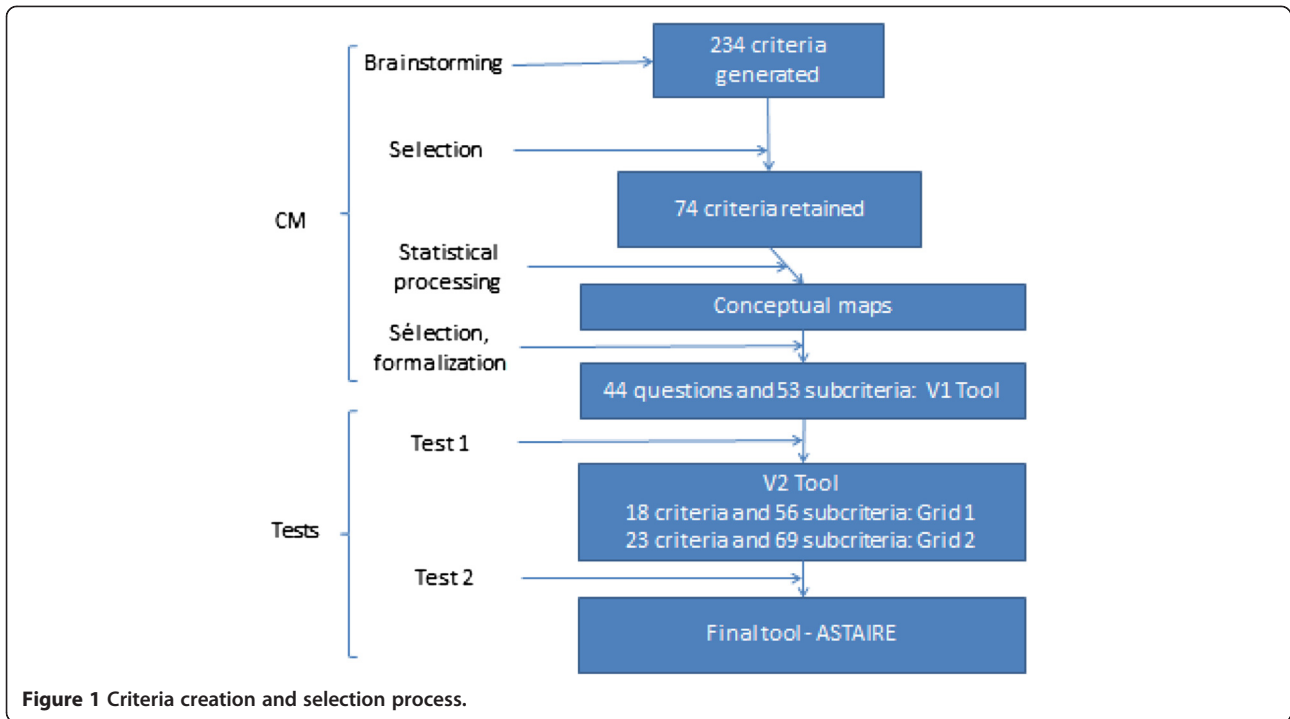 Brainstorming
234 criteria
generated
Selection
74 criteria retained
CM
Statistical
processing
Conceptual maps
Sélection,
formalization
44 questions and 53 subcriteria: V1 Tool
Test 1
V2 Tool
18 criteria and 56 subcriteria: Grid 1
23 criteria and 69 subcriteria: Grid 2
Tests
Test 2
Final tool - ASTAIRE
Figure 1 Criteria creation and selection process.